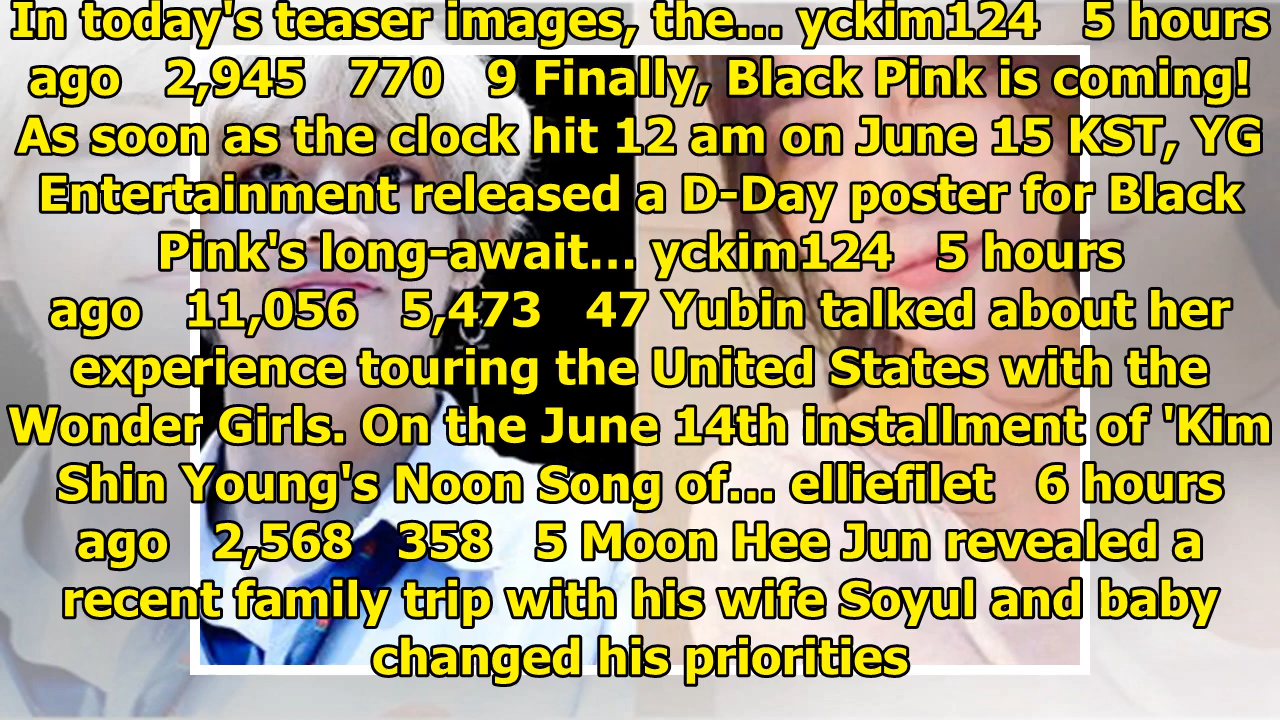 In today's teaser images, the... yckim124 5 hours
ago 2,945 770 9 Finally, Black Pink is coming!
As soon as the clock hit 12 am on June 15 KST, YG
Entertainment released a D-Day poster for Black
Pink's long-await... yckim124 5 hours
ago 11,056 5,473 47 Yubin talked about her
experience touring the United States with the
Wonder Girls. On the June 14th installment of 'Kim
Shin Young's Noon Song of... elliefilet 6 hours
ago 2,568 358 5 Moon Hee Jun revealed a
recent family trip with his wife Soyul and baby
changed his priorities